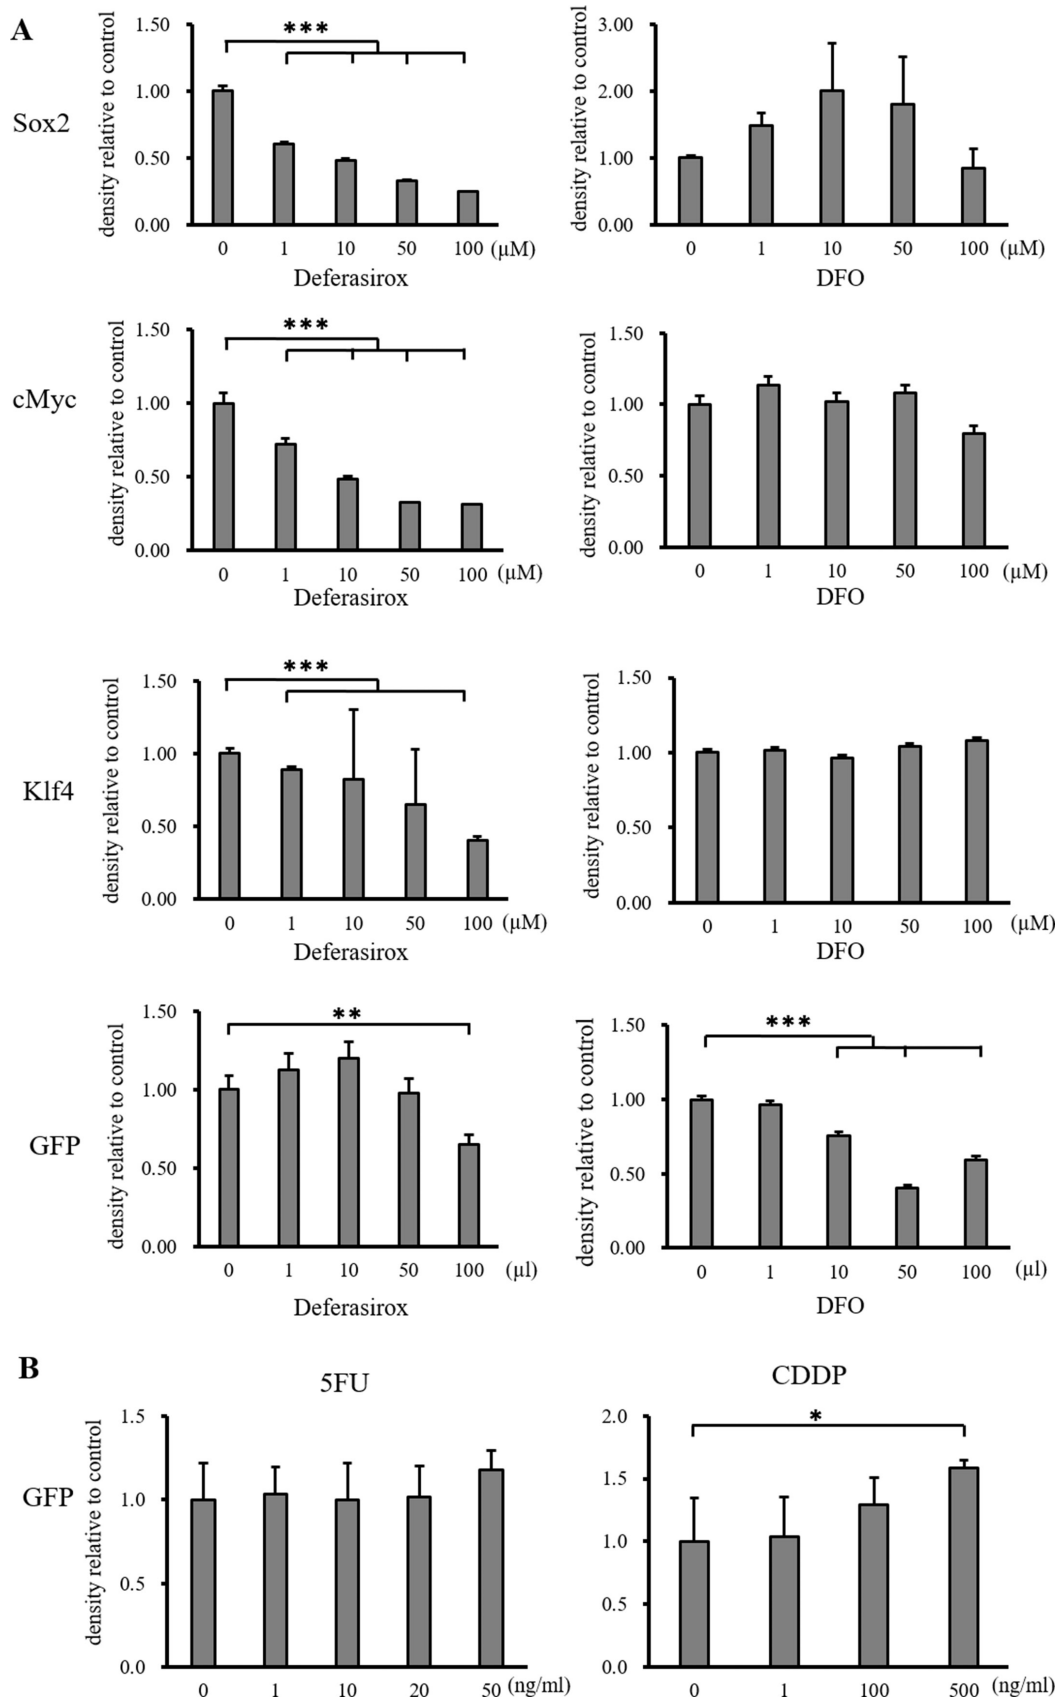 A
Sox2
density relative to control
1.50
1.00
0.50
0.00
***
0 1 10 50 100 (µM)
Deferasirox
density relative to control
3.00
2.00
1.00
0.00
0 1 10 50 100 (µM)
DFO
cMyc
density relative to control
1.50
1.00
0.50
0.00
***
0 1 10 50 100 (µM)
Deferasirox
density relative to control
1.50
1.00
0.50
0.00
0 1 10 50 100 (µM)
DFO
Klf4
density relative to control
1.50
1.00
0.50
0.00
***
0 1 10 50 100 (µM)
Deferasirox
density relative to control
1.50
1.00
0.50
0.00
0 1 10 50 100 (µM)
DFO
GFP
density relative to control
1.50
1.00
0.50
0.00
**
0 1 10 50 100 (µl)
Deferasirox
density relative to control
1.50
1.00
0.50
0.00
***
0 1 10 50 100 (µl)
DFO
B
GFP
5FU
density relative to control
1.5
1.0
0.5
0.0
0 1 10 20 50 (ng/ml)
CDDP
density relative to control
2.0
1.5
1.0
0.5
0.0
*
0 1 100 500 (ng/ml)